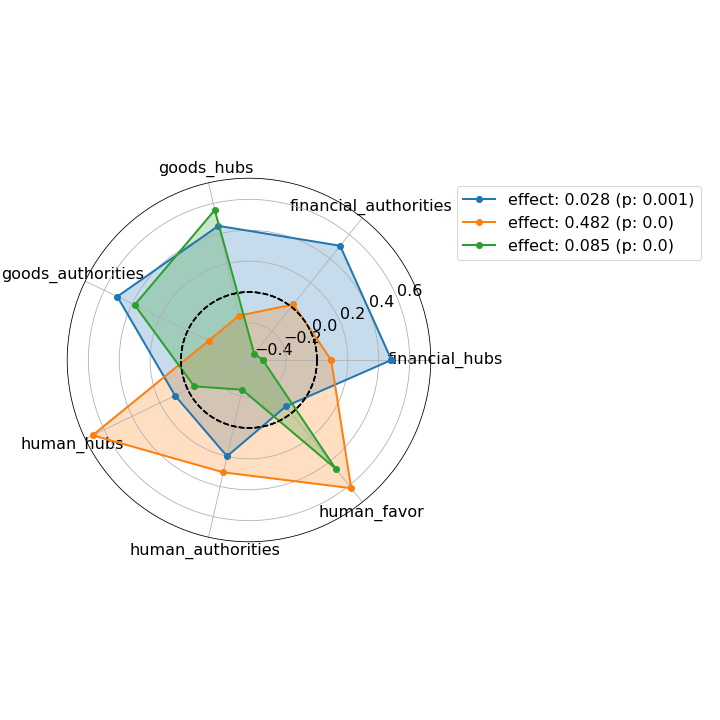 goods_hubs
financial_authorities
goods_authorities
financial_hubs
human_hubs
human_favor
human_authorities
−0.4
−0.2
0.0
0.2
0.4
0.6
effect: 0.028 (p: 0.001)
effect: 0.482 (p: 0.0)
effect: 0.085 (p: 0.0)